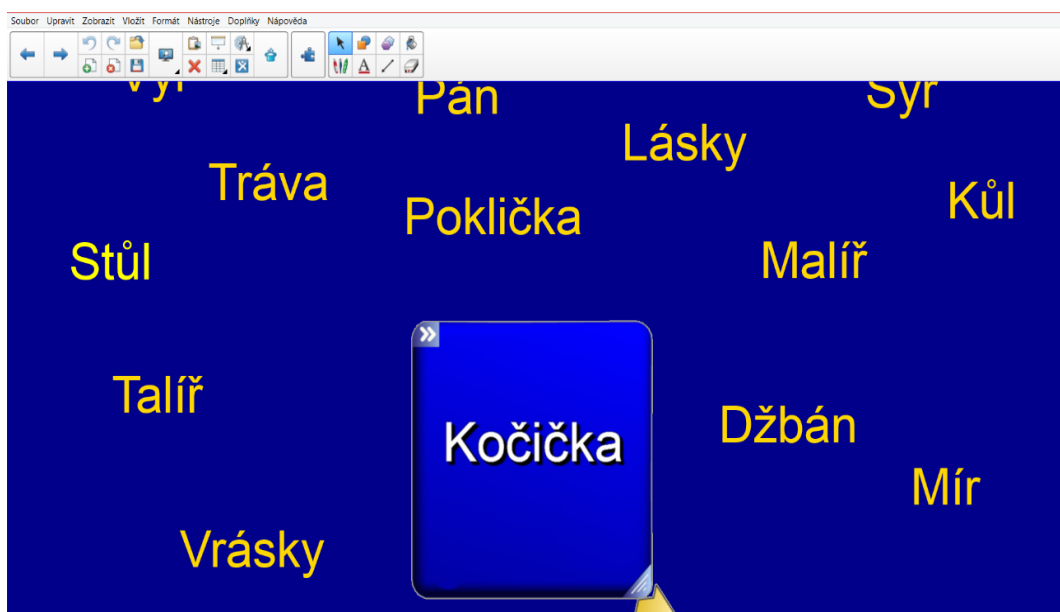 Soubor Upravit Zobrazit Vložit Formát Nástroje Doplňky Nápověda
Pán
Sýr
Lásky
Tráva
Kůl
Poklička
Stůl
Malíř
Talíř
Džbán
Kočička
Mír
Vrásky